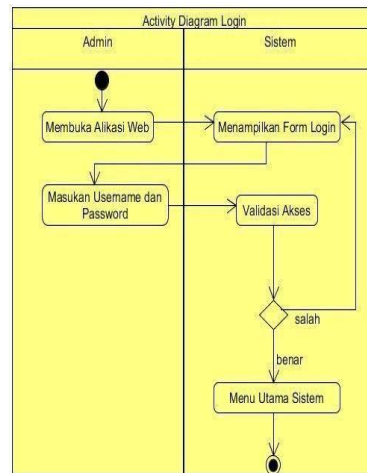 Activity Diagram Login
Admin
Sistem
Membuka Alikasi Web
Menampilkan Form Login
Masukan Username dan
Password
Validasi Akses
salah
benar
Menu Utama Sistem